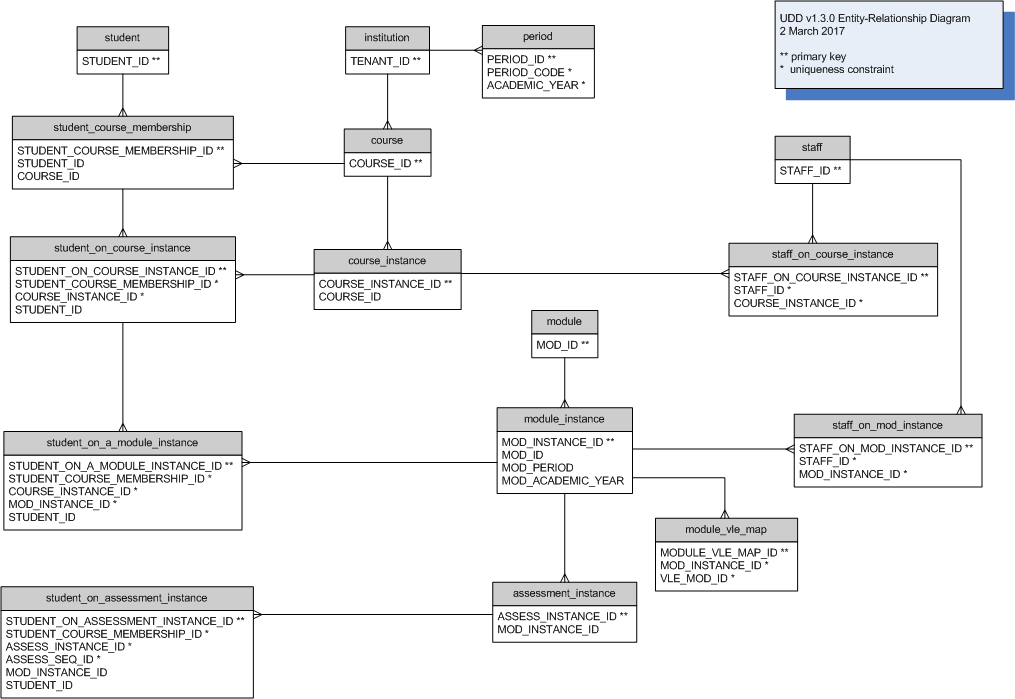 UDD v1.3.0 Entity-Relationship Diagram
2 March 2017
** primary key
* uniqueness constraint
student
STUDENT_ID **
institution
TENANT_ID **
period
PERIOD_ID **
PERIOD_CODE *
ACADEMIC_YEAR *
student_course_membership
STUDENT_COURSE_MEMBERSHIP_ID **
STUDENT_ID
COURSE_ID
course
COURSE_ID **
staff
STAFF_ID **
student_on_course_instance
STUDENT_ON_COURSE_INSTANCE_ID **
STUDENT_COURSE_MEMBERSHIP_ID *
COURSE_INSTANCE_ID *
STUDENT_ID
course_instance
COURSE_INSTANCE_ID **
COURSE_ID
staff_on_course_instance
STAFF_ON_COURSE_INSTANCE_ID **
STAFF_ID *
COURSE_INSTANCE_ID *
module
MOD_ID **
student_on_a_module_instance
STUDENT_ON_A_MODULE_INSTANCE_ID **
STUDENT_COURSE_MEMBERSHIP_ID *
COURSE_INSTANCE_ID *
MOD_INSTANCE_ID *
STUDENT_ID
module_instance
MOD_INSTANCE_ID **
MOD_ID
MOD_PERIOD
MOD_ACADEMIC_YEAR
staff_on_mod_instance
STAFF_ON_MOD_INSTANCE_ID **
STAFF_ID *
MOD_INSTANCE_ID *
module_vle_map
MODULE_VLE_MAP_ID **
MOD_INSTANCE_ID *
VLE_MOD_ID *
student_on_assessment_instance
STUDENT_ON_ASSESSMENT_INSTANCE_ID **
STUDENT_COURSE_MEMBERSHIP_ID *
ASSESS_INSTANCE_ID *
ASSESS_SEQ_ID *
MOD_INSTANCE_ID
STUDENT_ID
assessment_instance
ASSESS_INSTANCE_ID **
MOD_INSTANCE_ID